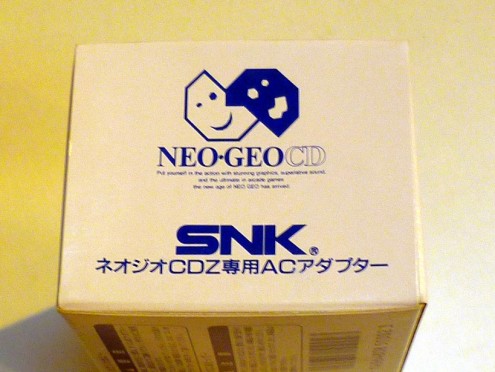 NEO•GEO CD
Put yourself in the action with stunning graphics, superlative sound,
and the ultimate in arcade games
the new age of NEO GEO has arrived.
SNK®
ネオジオCDZ専用ACアダプター